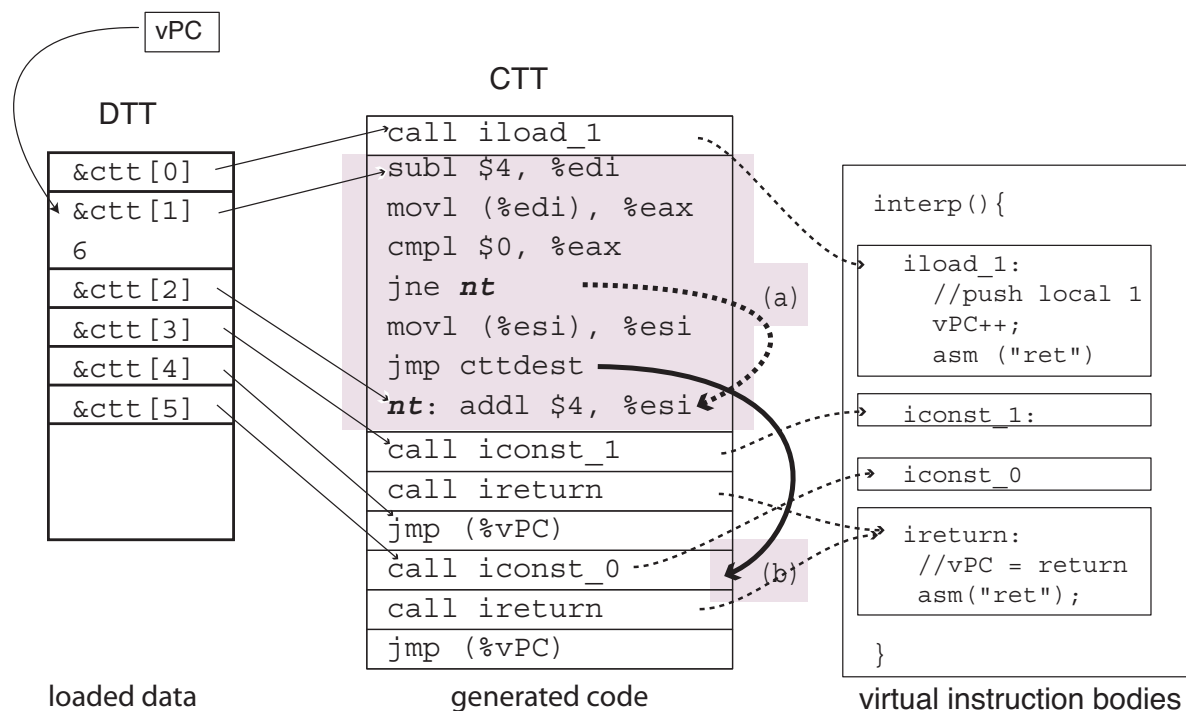 vPC
DTT
&ctt[0]
&ctt[1]
6
&ctt[2]
&ctt[3]
&ctt[4]
&ctt[5]
loaded data
CTT
call iload_1
subl $4, %edi
movl (%edi), %eax
cmpl $0, %eax
jne nt
movl (%esi), %esi
jmp cttdest
nt: addl $4, %esi
call iconst_1
call ireturn
jmp (%vPC)
call iconst_0
call ireturn
jmp (%vPC)
generated code
(a)
(b)
interp(){
iload_1:
//push local 1
vPC++;
asm ("ret")
iconst_1:
iconst_0
ireturn:
//vPC = return
asm("ret");
}
virtual instruction bodies